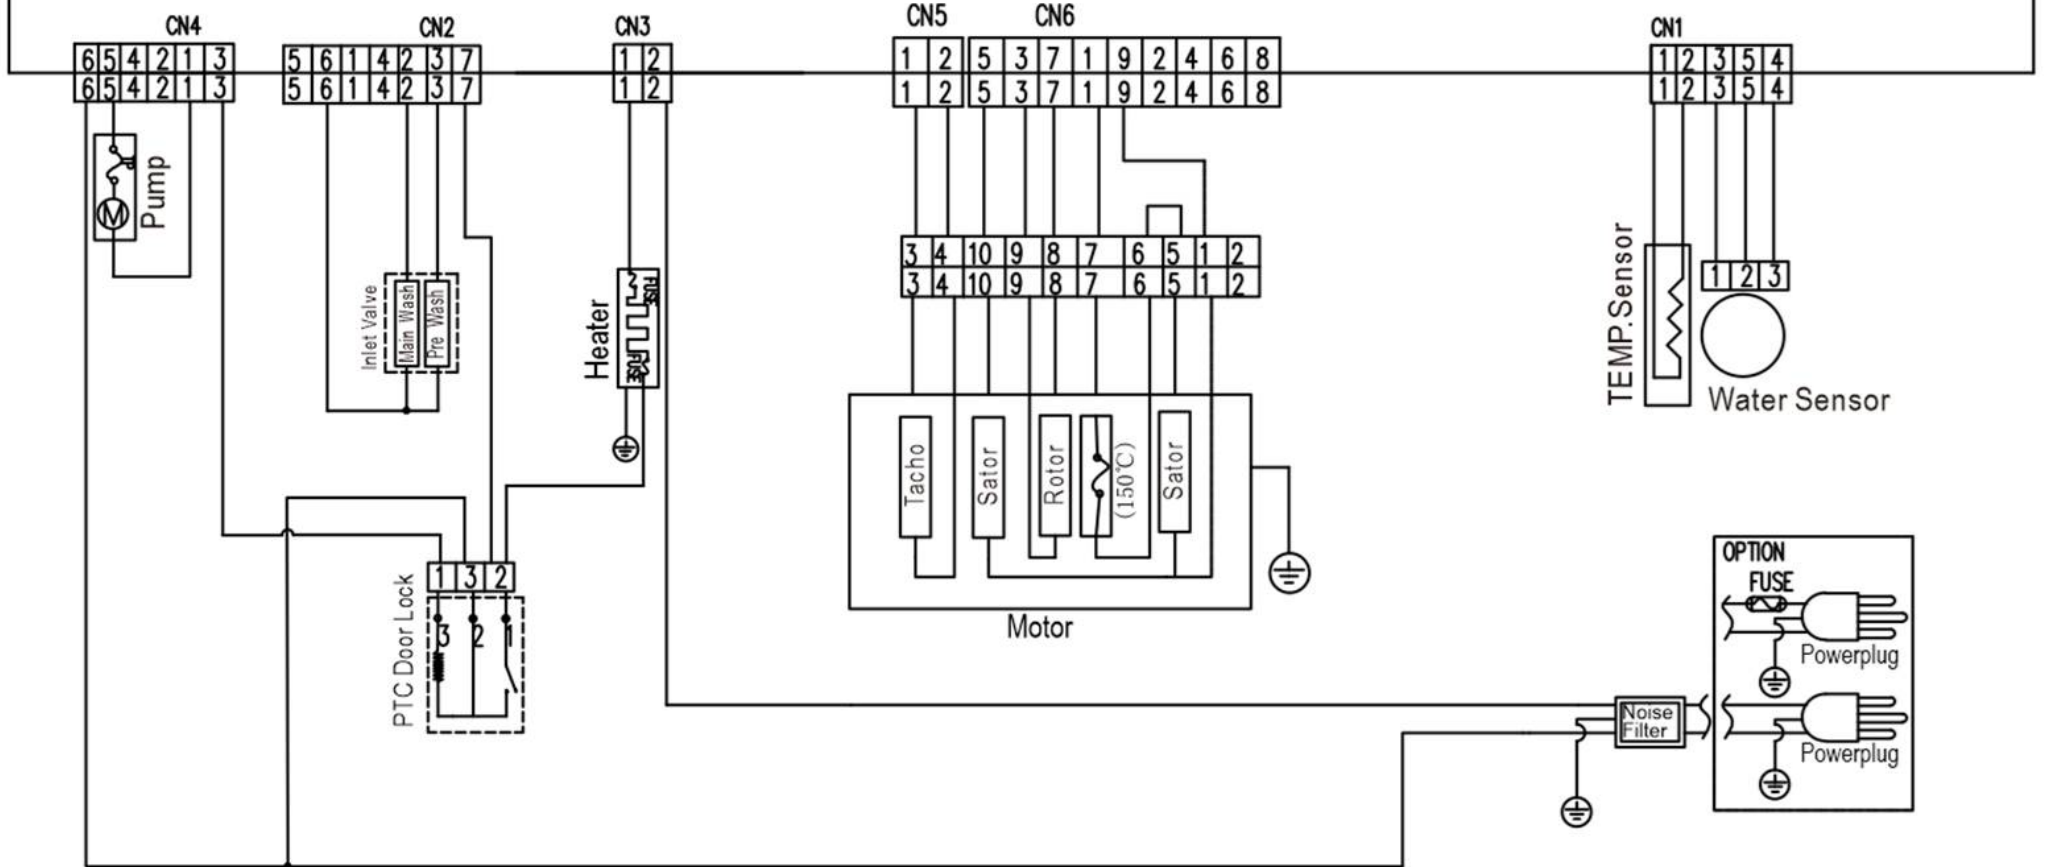 CN4 CN2 CN3 CN5 CN6 CN1
6 5 4 2 1 3 5 6 1 4 2 3 7 1 2 1 2 5 3 7 1 9 2 4 6 8 1 2 3 5 4
6 5 4 2 1 3 5 6 1 4 2 3 7 1 2 1 2 5 3 7 1 9 2 4 6 8 1 2 3 5 4
M
Pump
3 4 10 9 8 7 6 5 1 2
3 4 10 9 8 7 6 5 1 2
Inlet Valve
Main Wash
Pre Wash
Heater
FUSE
FUSE
TEMP.Sensor
1 2 3
Water Sensor
Tacho
Sator
Rotor
(150℃)
Sator
Motor
1 3 2
3 2 1
PTC Door Lock
OPTION
FUSE
Powerplug
Noise
Filter
Powerplug